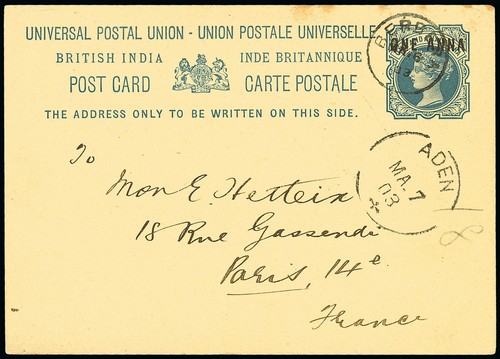 UNIVERSAL POSTAL UNION - UNION POSTALE UNIVERSELLE
BRITISH INDIA INDE BRITANNIQUE
POST CARD CARTE POSTALE
THE ADDRESS ONLY TO BE WRITTEN ON THIS SIDE.
ONE ANNA
ADEN
MA. 7
03
To
Mon E. Hetteix
18 Rue Gassendi
Paris, 14e
France